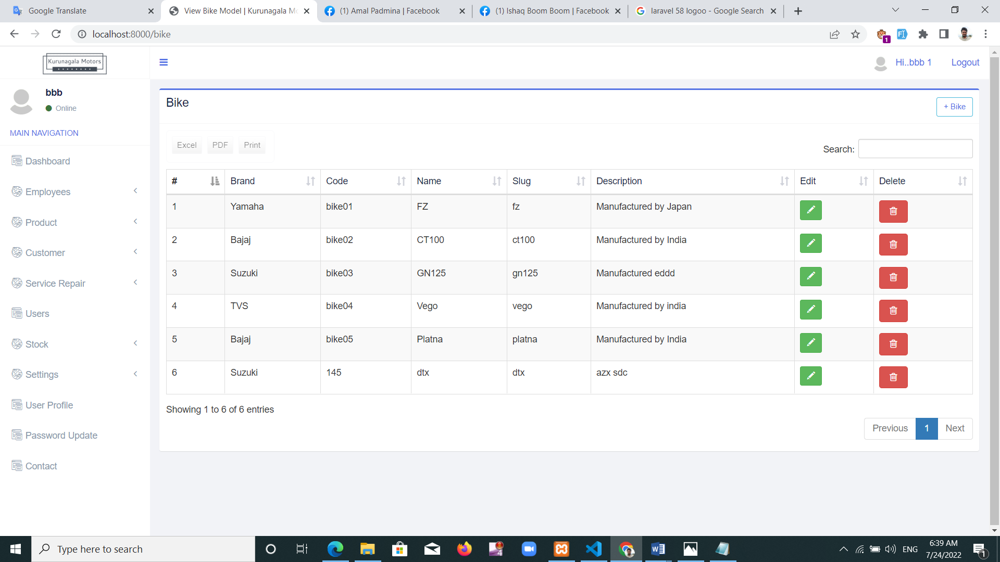 Google Translate
View Bike Model | Kurunagala Mo
(1) Amal Padmina | Facebook
(1) Ishaq Boom Boom | Facebook
laravel 58 logoo - Google Search
localhost:8000/bike
1
Kurunagala Motors
Hi..bbb 1
Logout
bbb
Online
MAIN NAVIGATION
Dashboard
Employees
Product
Customer
Service Repair
Users
Stock
Settings
User Profile
Password Update
Contact
Bike
+ Bike
Excel PDF Print
Search:
# Brand Code Name Slug Description Edit Delete
1 Yamaha bike01 FZ fz Manufactured by Japan
2 Bajaj bike02 CT100 ct100 Manufactured by India
3 Suzuki bike03 GN125 gn125 Manufactured eddd
4 TVS bike04 Vego vego Manufactured by india
5 Bajaj bike05 Platna platna Manufactured by India
6 Suzuki 145 dtx dtx azx sdc
Showing 1 to 6 of 6 entries
Previous 1 Next
Type here to search
ENG
6:39 AM
7/24/2022
1